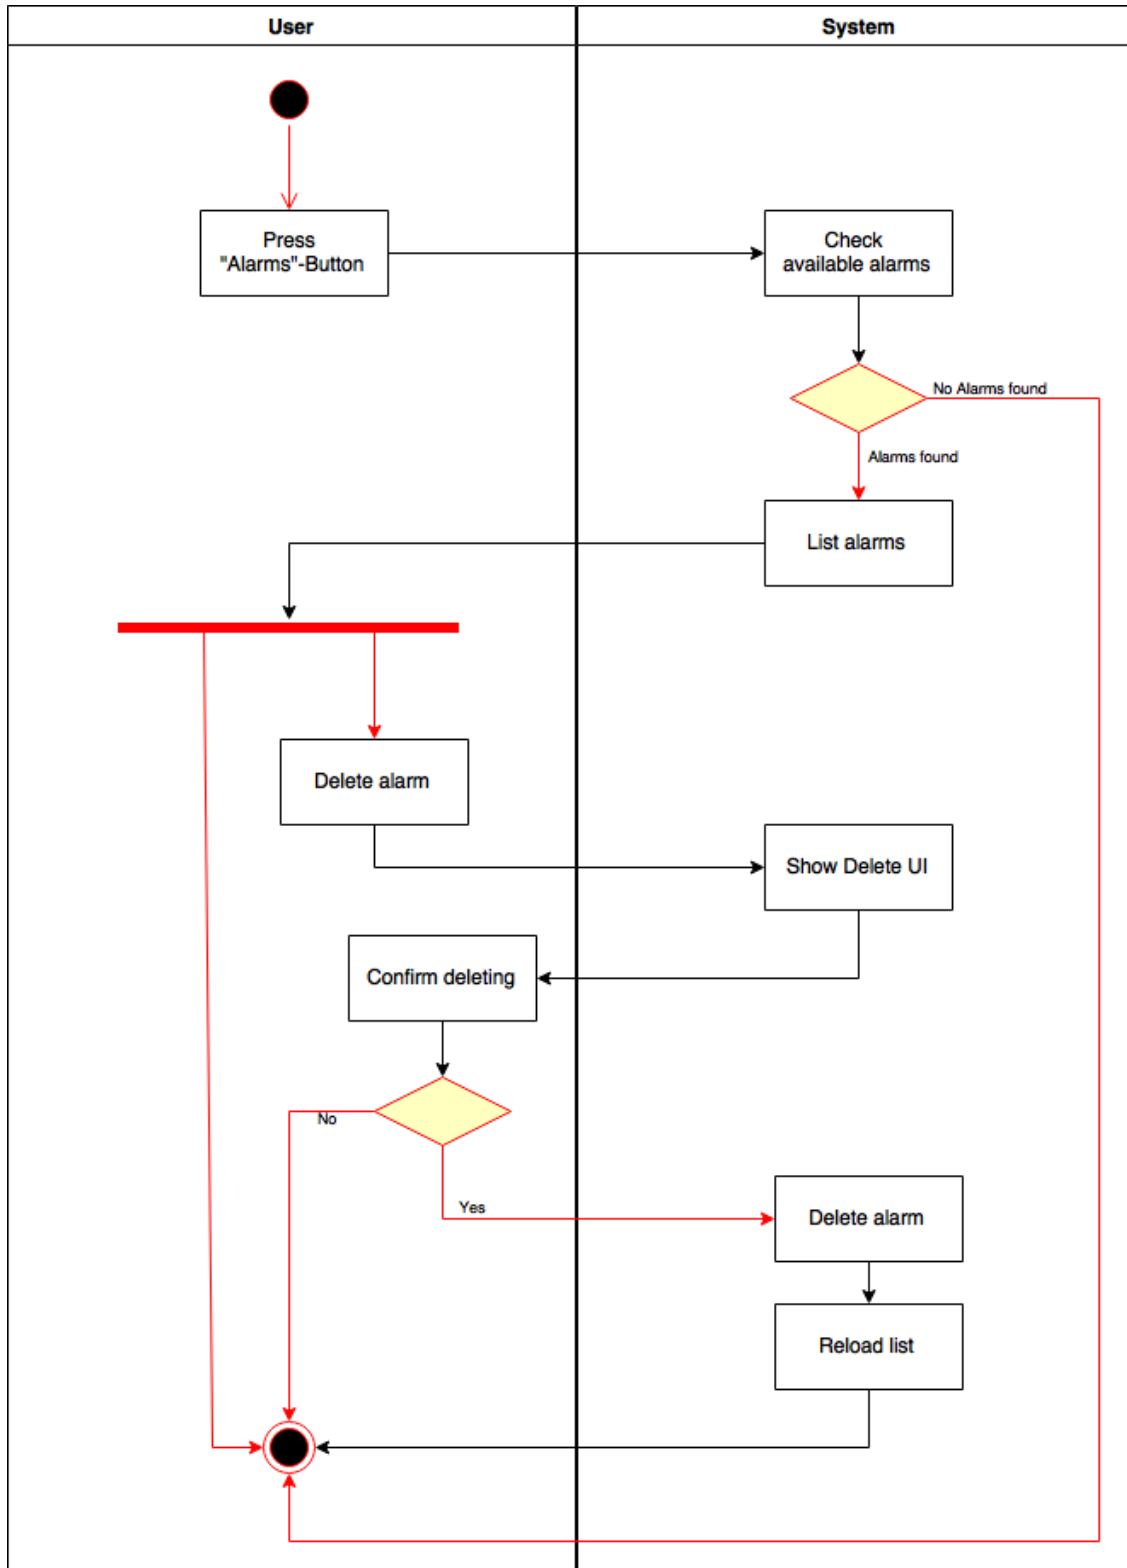 User
System
Press
"Alarms"-Button
Check
available alarms
No Alarms found
Alarms found
List alarms
Delete alarm
Show Delete UI
Confirm deleting
No
Yes
Delete alarm
Reload list